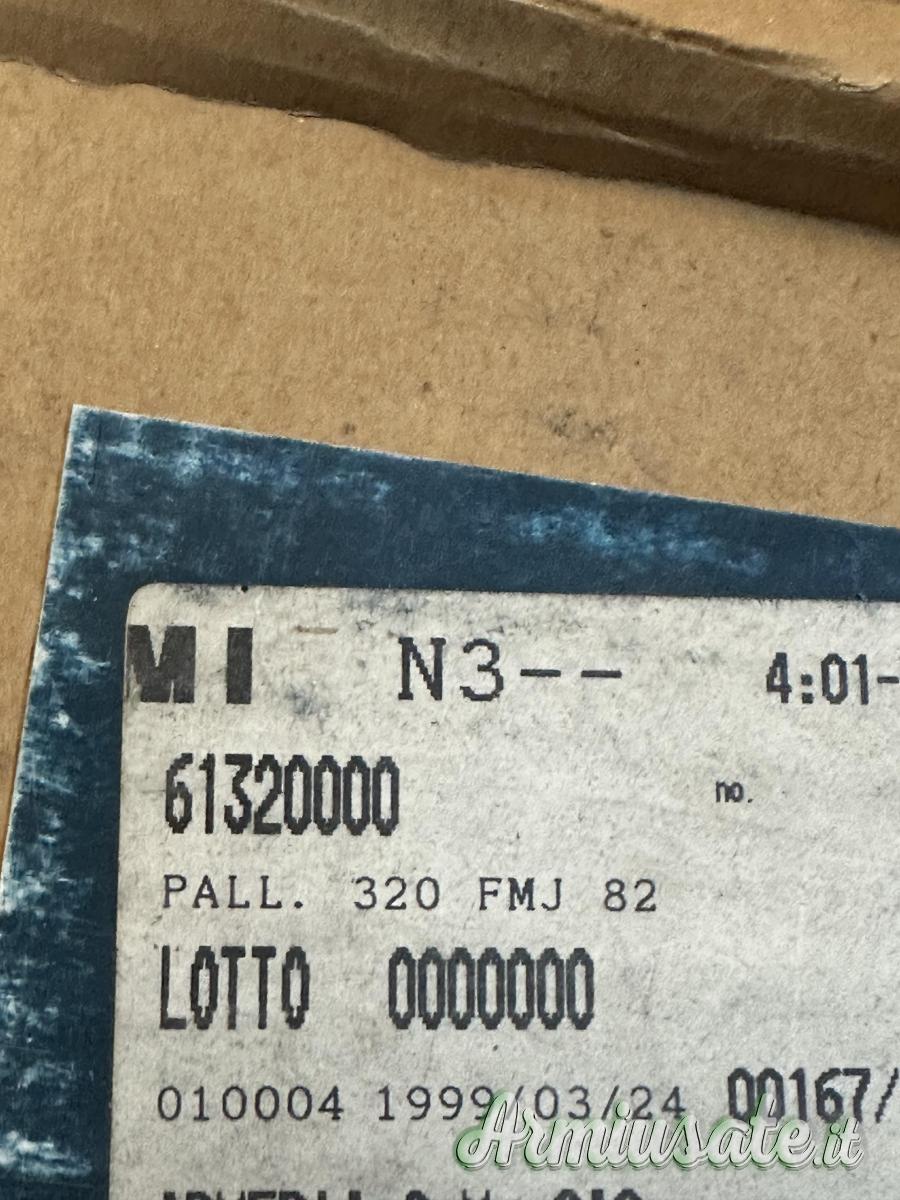 MI N3-- 4:01-
61320000 no.
PALL. 320 FMJ 82
LOTTO 0000000
010004 1999/03/24 00167/
Armiusate.it